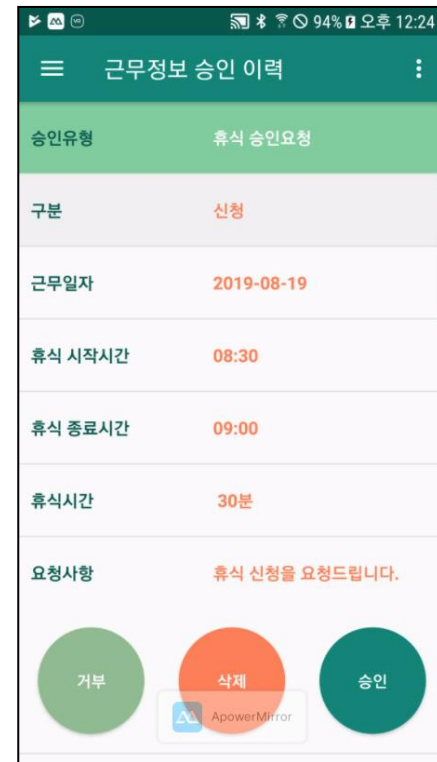 94% 오후 12:24
근무정보 승인 이력
승인유형 휴식 승인요청
구분 신청
근무일자 2019-08-19
휴식 시작시간 08:30
휴식 종료시간 09:00
휴식시간 30분
요청사항 휴식 신청을 요청드립니다.
거부 삭제 승인
ApowerMirror